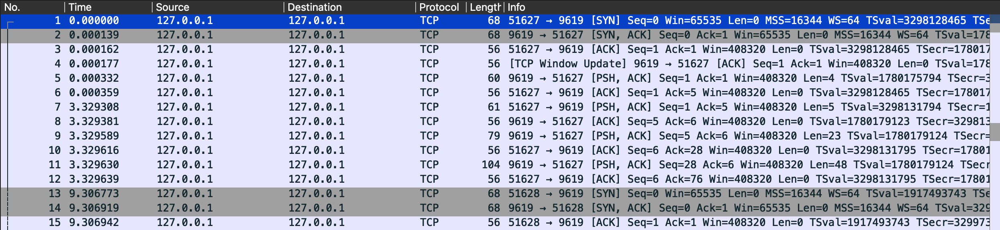 No. Time Source Destination Protocol Length Info
1 0.000000 127.0.0.1 127.0.0.1 TCP 68 51627 → 9619 [SYN] Seq=0 Win=65535 Len=0 MSS=16344 WS=64 TSval=3298128465 TSe
2 0.000139 127.0.0.1 127.0.0.1 TCP 68 9619 → 51627 [SYN, ACK] Seq=0 Ack=1 Win=65535 Len=0 MSS=16344 WS=64 TSval=178
3 0.000162 127.0.0.1 127.0.0.1 TCP 56 51627 → 9619 [ACK] Seq=1 Ack=1 Win=408320 Len=0 TSval=3298128465 TSecr=178017
4 0.000177 127.0.0.1 127.0.0.1 TCP 56 [TCP Window Update] 9619 → 51627 [ACK] Seq=1 Ack=1 Win=408320 Len=0 TSval=178
5 0.000332 127.0.0.1 127.0.0.1 TCP 60 9619 → 51627 [PSH, ACK] Seq=1 Ack=1 Win=408320 Len=4 TSval=1780175794 TSecr=3
6 0.000359 127.0.0.1 127.0.0.1 TCP 56 51627 → 9619 [ACK] Seq=1 Ack=5 Win=408320 Len=0 TSval=3298128465 TSecr=178017
7 3.329308 127.0.0.1 127.0.0.1 TCP 61 51627 → 9619 [PSH, ACK] Seq=1 Ack=5 Win=408320 Len=5 TSval=3298131794 TSecr=1
8 3.329381 127.0.0.1 127.0.0.1 TCP 56 9619 → 51627 [ACK] Seq=5 Ack=6 Win=408320 Len=0 TSval=1780179123 TSecr=329813
9 3.329589 127.0.0.1 127.0.0.1 TCP 79 9619 → 51627 [PSH, ACK] Seq=5 Ack=6 Win=408320 Len=23 TSval=1780179124 TSecr=
10 3.329616 127.0.0.1 127.0.0.1 TCP 56 51627 → 9619 [ACK] Seq=6 Ack=28 Win=408320 Len=0 TSval=3298131795 TSecr=17801
11 3.329630 127.0.0.1 127.0.0.1 TCP 104 9619 → 51627 [PSH, ACK] Seq=28 Ack=6 Win=408320 Len=48 TSval=1780179124 TSecr
12 3.329639 127.0.0.1 127.0.0.1 TCP 56 51627 → 9619 [ACK] Seq=6 Ack=76 Win=408320 Len=0 TSval=3298131795 TSecr=17801
13 9.306773 127.0.0.1 127.0.0.1 TCP 68 51628 → 9619 [SYN] Seq=0 Win=65535 Len=0 MSS=16344 WS=64 TSval=1917493743 TSe
14 9.306919 127.0.0.1 127.0.0.1 TCP 68 9619 → 51628 [SYN, ACK] Seq=0 Ack=1 Win=65535 Len=0 MSS=16344 WS=64 TSval=329
15 9.306942 127.0.0.1 127.0.0.1 TCP 56 51628 → 9619 [ACK] Seq=1 Ack=1 Win=408320 Len=0 TSval=1917493743 TSecr=329973